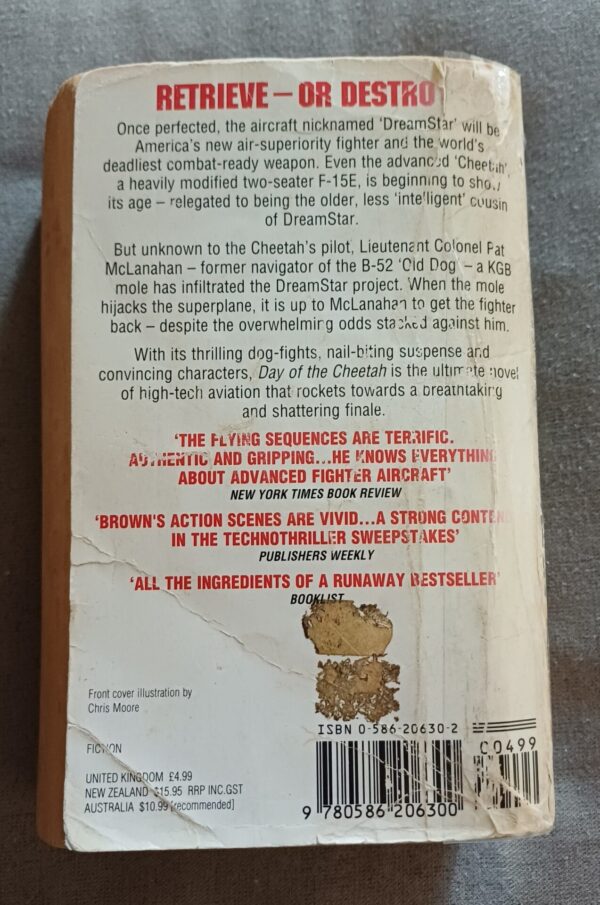 RETRIEVE – OR DESTRO
Once perfected, the aircraft nicknamed 'DreamStar' will be
America's new air-superiority fighter and the world's
deadliest combat-ready weapon. Even the advanced 'Cheetah',
a heavily modified two-seater F-15E, is beginning to show
its age – relegated to being the older, less 'intelligent' cousin
of DreamStar.
But unknown to the Cheetah's pilot, Lieutenant Colonel Pat
McLanahan – former navigator of the B-52 'Old Dog' – a KGB
mole has infiltrated the DreamStar project. When the mole
hijacks the superplane, it is up to McLanahan to get the fighter
back – despite the overwhelming odds stacked against him.
With its thrilling dog-fights, nail-biting suspense and
convincing characters, Day of the Cheetah is the ultimate novel
of high-tech aviation that rockets towards a breathtaking
and shattering finale.
'THE FLYING SEQUENCES ARE TERRIFIC.
AUTHENTIC AND GRIPPING...HE KNOWS EVERYTHING
ABOUT ADVANCED FIGHTER AIRCRAFT'
NEW YORK TIMES BOOK REVIEW
'BROWN'S ACTION SCENES ARE VIVID...A STRONG CONTEN
IN THE TECHNOTHRILLER SWEEPSTAKES'
PUBLISHERS WEEKLY
'ALL THE INGREDIENTS OF A RUNAWAY BESTSELLER'
BOOKLIST
Front cover illustration by
Chris Moore
FICTION
UNITED KINGDOM £4.99
NEW ZEALAND $15.95 RRP INC.GST
AUSTRALIA $10.99 (recommended)
ISBN 0-586-20630-2
00499
9 780586 206300